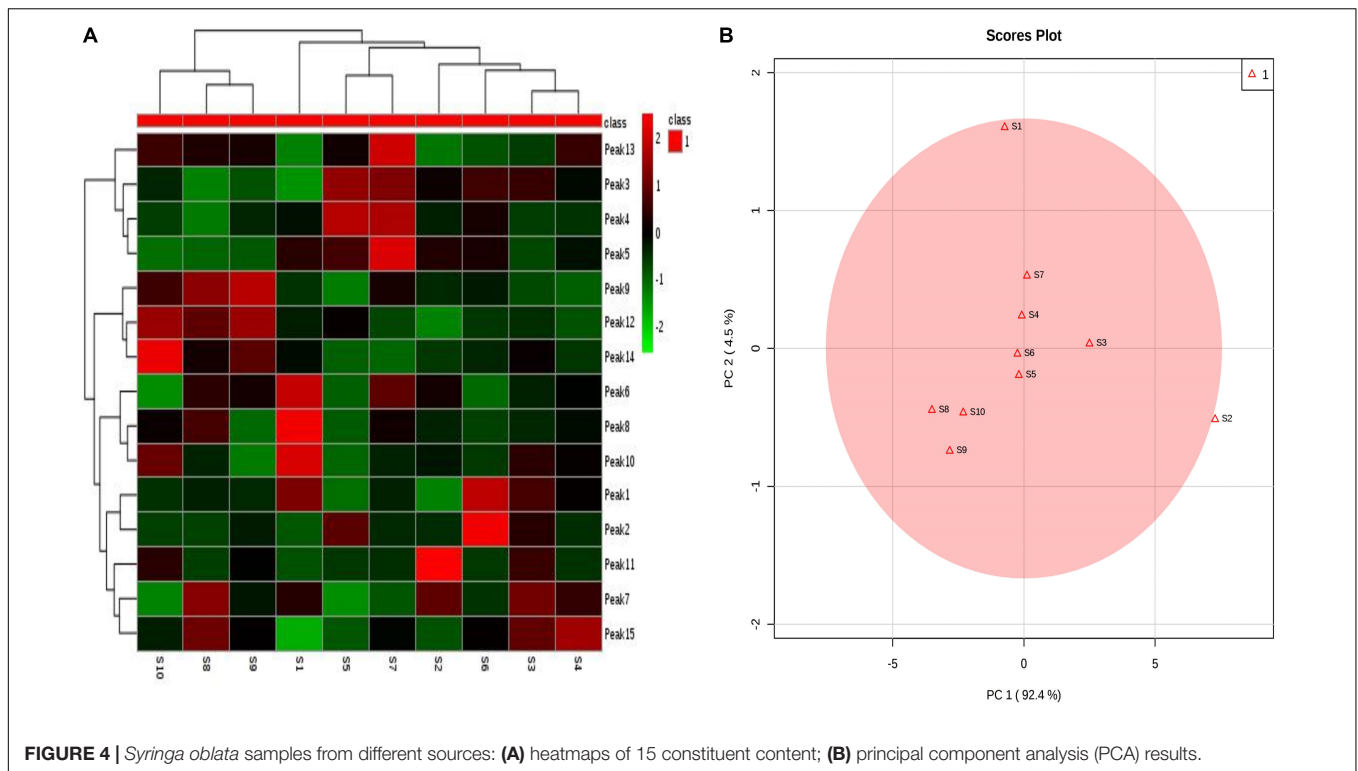 A
class
class
1
2
1
0
-1
-2
Peak13
Peak3
Peak4
Peak5
Peak9
Peak12
Peak14
Peak6
Peak8
Peak10
Peak1
Peak2
Peak11
Peak7
Peak15
S10
S8
S9
S1
S5
S7
S2
S6
S3
S4
B
Scores Plot
1
2
1
0
-1
-2
PC 2 ( 4.5 %)
S1
S7
S4
S3
S6
S5
S8
S10
S2
S9
-5
0
5
PC 1 ( 92.4 %)
FIGURE 4 | Syringa oblata samples from different sources: (A) heatmaps of 15 constituent content; (B) principal component analysis (PCA) results.